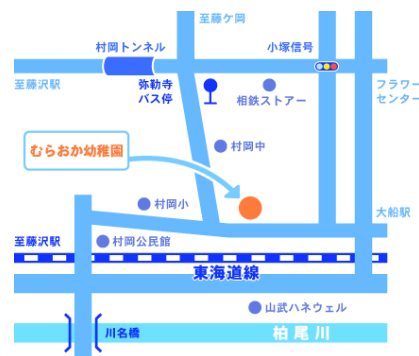 至藤ケ岡
村岡トンネル
小塚信号
至藤沢駅
弥勒寺
バス停
相鉄ストアー
フラワー
センター
村岡中
むらおか幼稚園
村岡小
大船駅
至藤沢駅
村岡公民館
東海道線
山武ハネウェル
川名橋
柏尾川